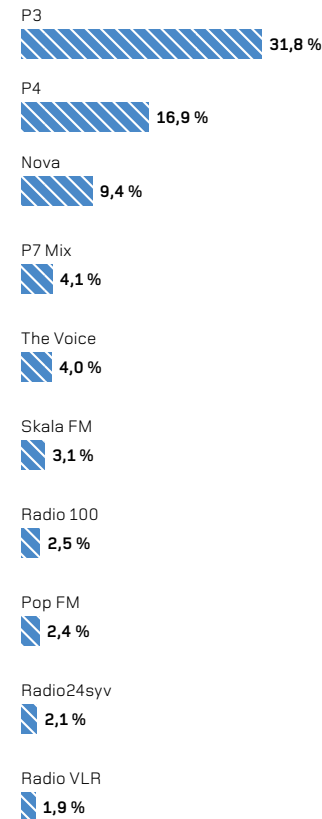 P3
31,8 %
P4
16,9 %
Nova
9,4 %
P7 Mix
4,1 %
The Voice
4,0 %
Skala FM
3,1 %
Radio 100
2,5 %
Pop FM
2,4 %
Radio24syv
2,1 %
Radio VLR
1,9 %